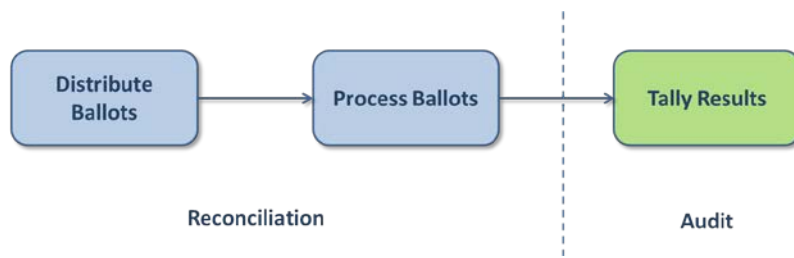 Distribute
Ballots
Process Ballots
Tally Results
Reconciliation
Audit